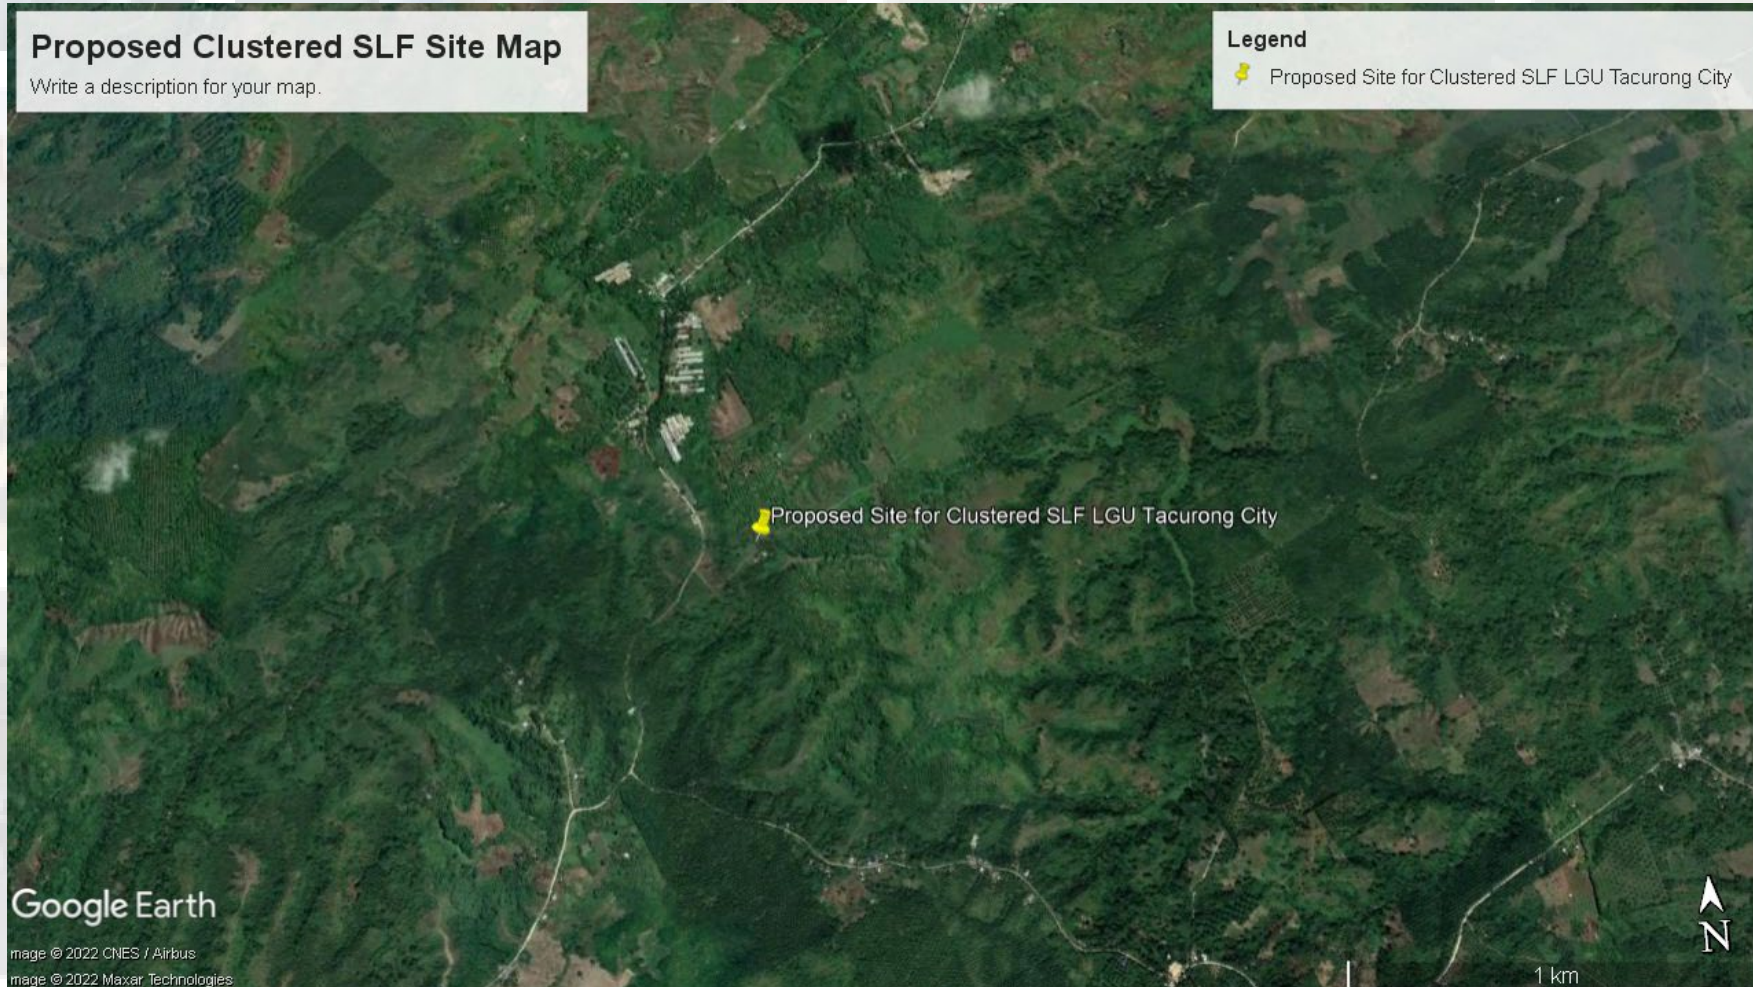 Proposed Clustered SLF Site Map
Write a description for your map.
Legend
Proposed Site for Clustered SLF LGU Tacurong City
Proposed Site for Clustered SLF LGU Tacurong City
Google Earth
mage © 2022 CNES / Airbus
mage © 2022 Maxar Technologies
N
1 km